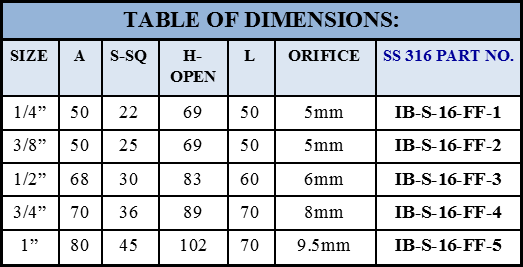 TABLE OF DIMENSIONS:
SIZE A S-SQ H-OPEN L ORIFICE SS 316 PART NO.
1/4” 50 22 69 50 5mm IB-S-16-FF-1
3/8” 50 25 69 50 5mm IB-S-16-FF-2
1/2” 68 30 83 60 6mm IB-S-16-FF-3
3/4” 70 36 89 70 8mm IB-S-16-FF-4
1” 80 45 102 70 9.5mm IB-S-16-FF-5